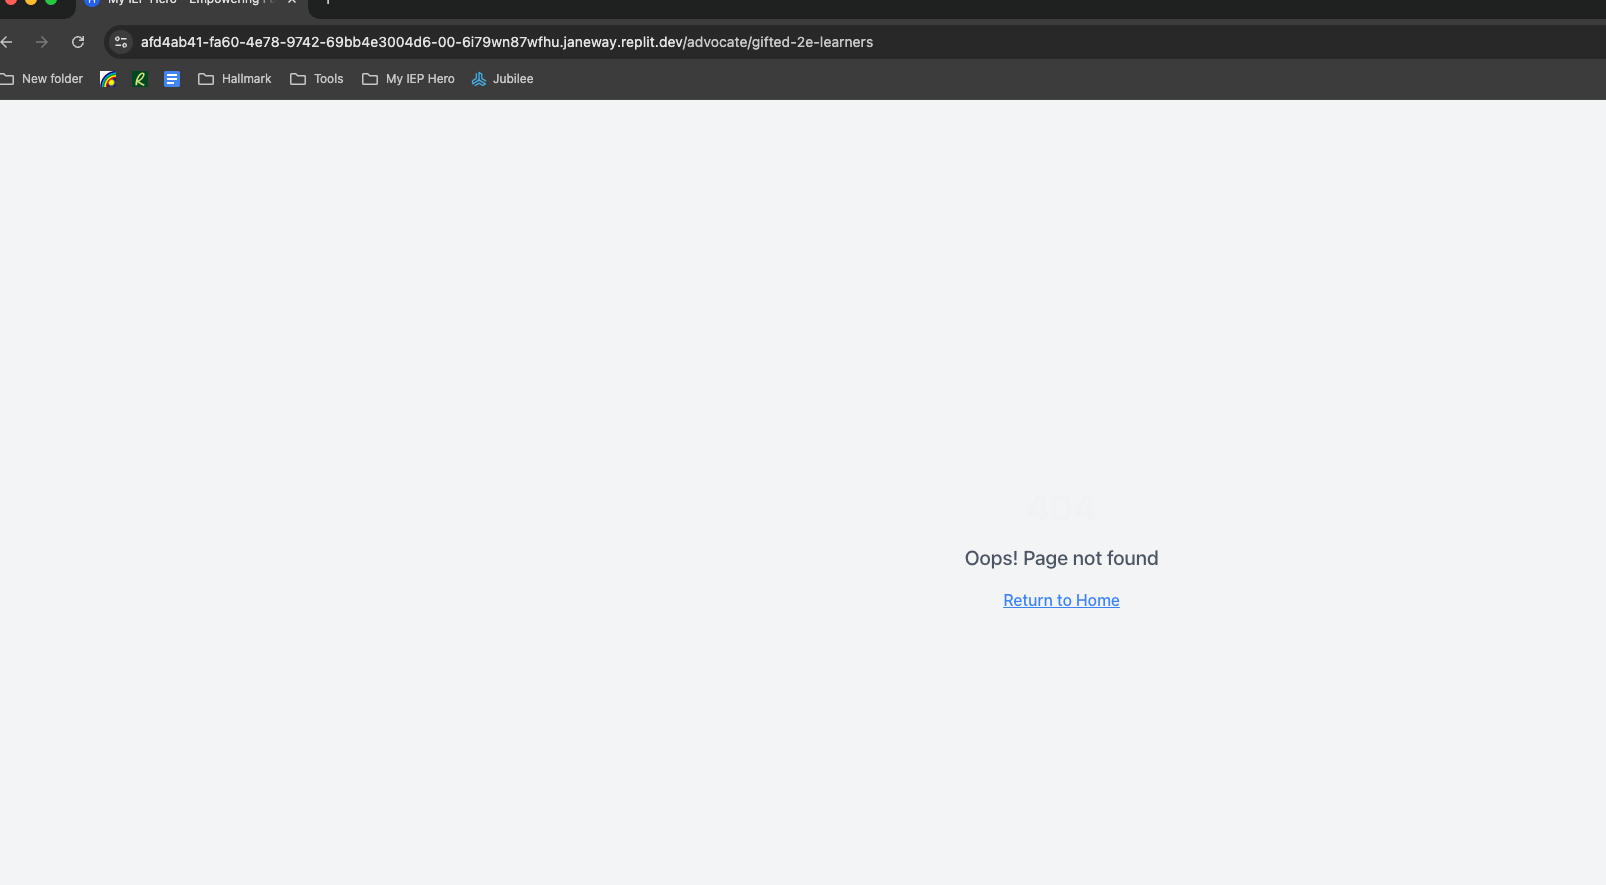 My IEP Hero - Empowering
afd4ab41-fa60-4e78-9742-69bb4e3004d6-00-6i79wn87wfhu.janeway.replit.dev/advocate/gifted-2e-learners
New folder
Hallmark
Tools
My IEP Hero
Jubilee
404
Oops! Page not found
Return to Home